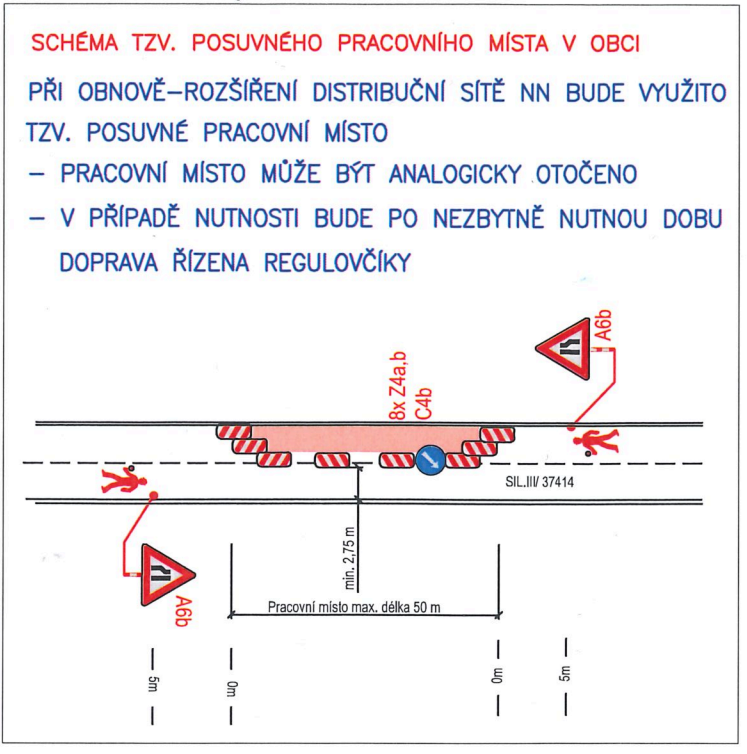 SCHÉMA TZV. POSUVNÉHO PRACOVNÍHO MÍSTA V OBCI
PŘI OBNOVĚ–ROZŠÍŘENÍ DISTRIBUČNÍ SÍTĚ NN BUDE VYUŽITO
TZV. POSUVNÉ PRACOVNÍ MÍSTO
– PRACOVNÍ MÍSTO MŮŽE BÝT ANALOGICKY OTOČENO
– V PŘÍPADĚ NUTNOSTI BUDE PO NEZBYTNĚ NUTNOU DOBU
DOPRAVA ŘÍZENA REGULOVČÍKY
A6b
8x Z4a,b
C4b
SIL.III/ 37414
min. 2,75 m
A6b
Pracovní místo max. délka 50 m
5m
0m
0m
5m